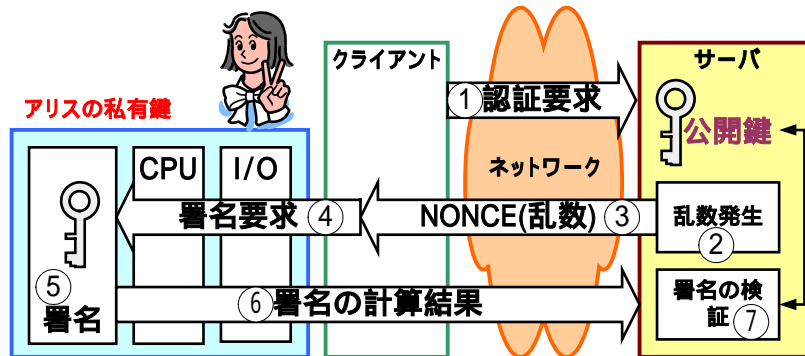 クライアント
サーバ
アリスの私有鍵
①認証要求
公開鍵
CPU
I/O
ネットワーク
署名要求④
NONCE(乱数)③
乱数発生
②
⑤
署名
⑥署名の計算結果
署名の検
証⑦